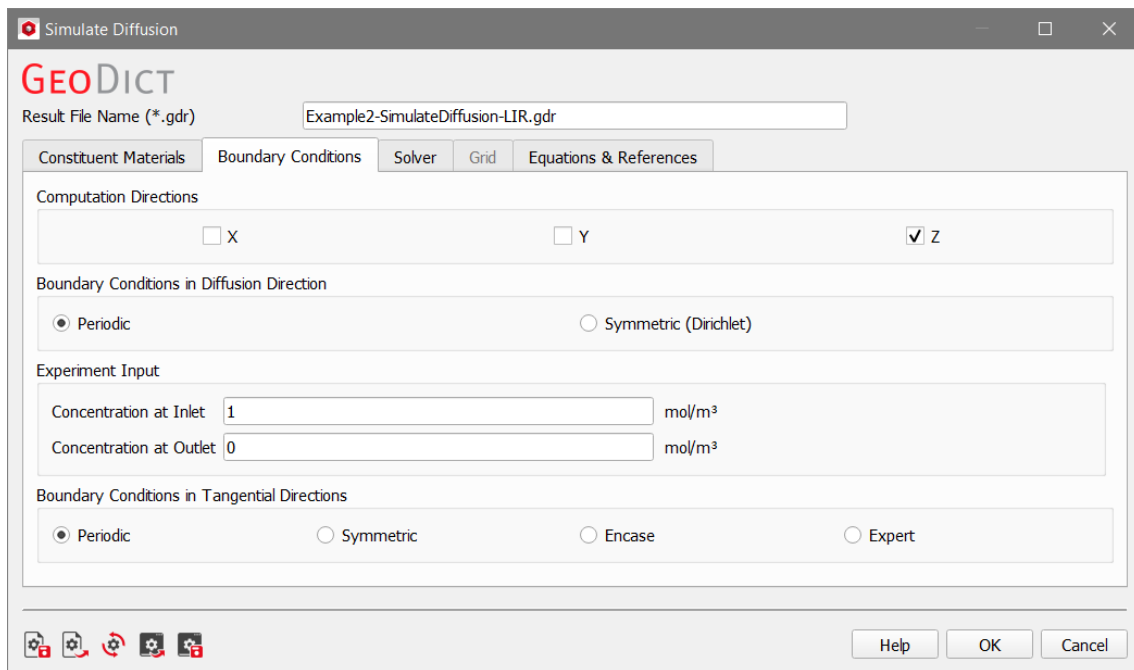 Simulate Diffusion
GEODICT
Result File Name (*.gdr) Example2-SimulateDiffusion-LIR.gdr
Constituent Materials Boundary Conditions Solver Grid Equations & References
Computation Directions
X Y Z
Boundary Conditions in Diffusion Direction
Periodic Symmetric (Dirichlet)
Experiment Input
Concentration at Inlet 1 mol/m³
Concentration at Outlet 0 mol/m³
Boundary Conditions in Tangential Directions
Periodic Symmetric Encase Expert
Help OK Cancel